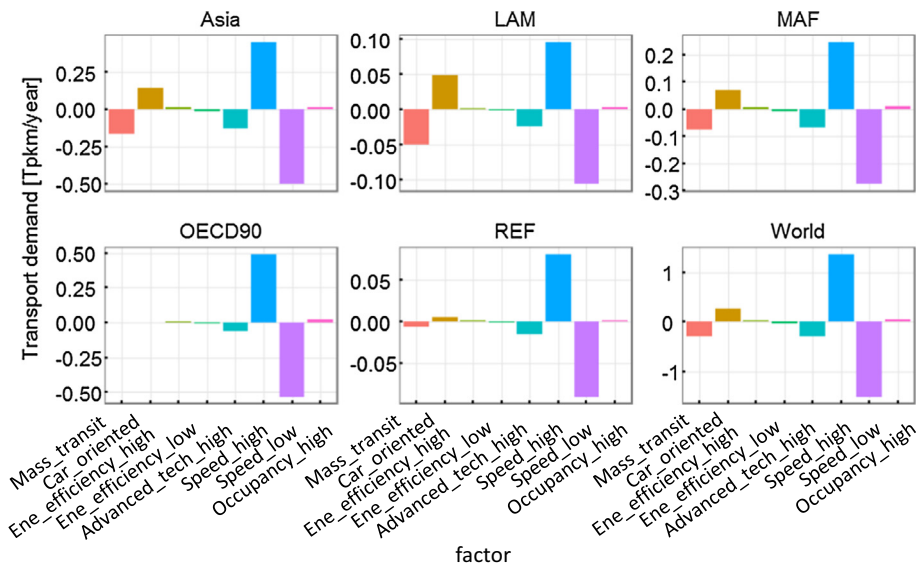 Asia
LAM
MAF
Transport demand [Tpkm/year]
0.25
0.00
-0.25
-0.50
0.10
0.05
0.00
-0.05
-0.10
0.2
0.1
0.0
-0.1
-0.2
-0.3
OECD90
REF
World
0.50
0.25
0.00
-0.25
-0.50
0.05
0.00
-0.05
1
0
-1
Mass_transit
Car_oriented
Ene_efficiency_high
Ene_efficiency_low
Advanced_tech_high
Speed_high
Speed_low
Occupancy_high
Mass_transit
Car_oriented
Ene_efficiency_high
Ene_efficiency_low
Advanced_tech_high
Speed_high
Speed_low
Occupancy_high
Mass_transit
Car_oriented
Ene_efficiency_high
Ene_efficiency_low
Advanced_tech_high
Speed_high
Speed_low
Occupancy_high
factor